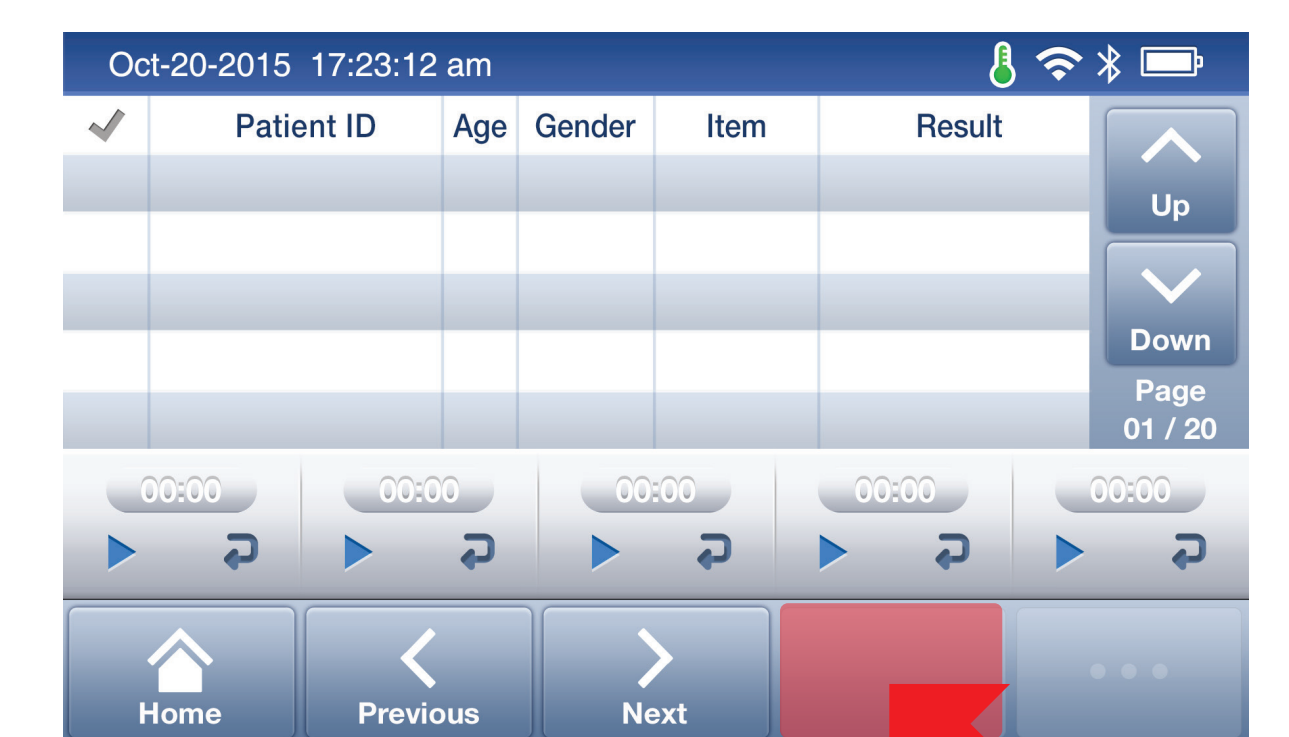 Oct-20-2015 17:23:12 am
Patient ID Age Gender Item Result
Up
Down
Page
01 / 20
00:00 00:00 00:00 00:00 00:00
Home Previous Next